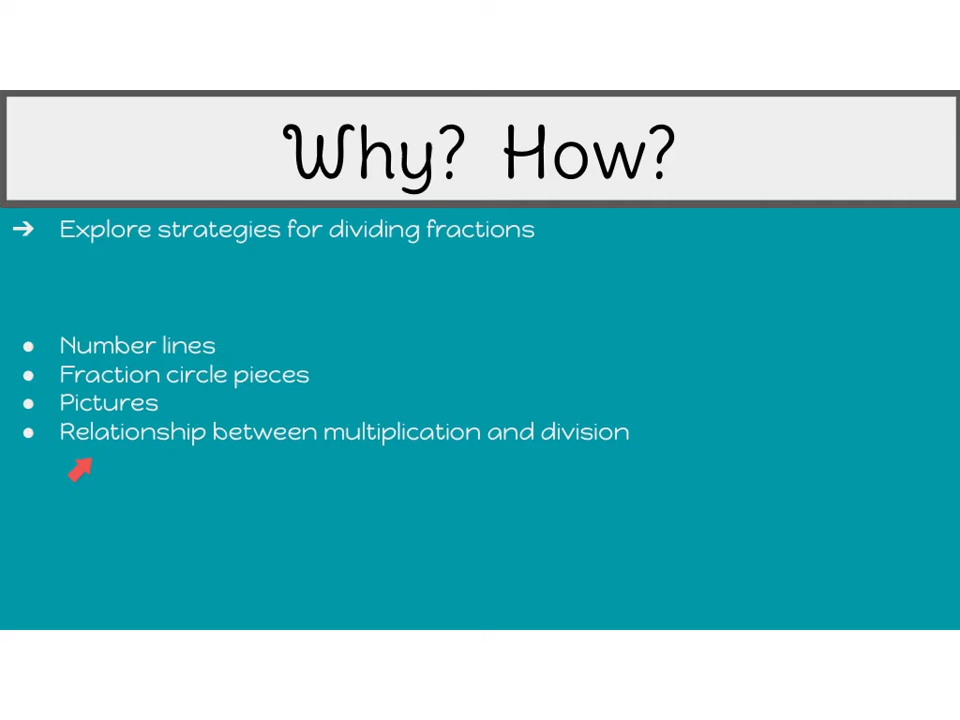 Why? How?
➔ Explore strategies for dividing fractions
● Number lines
● Fraction circle pieces
● Pictures
● Relationship between multiplication and division